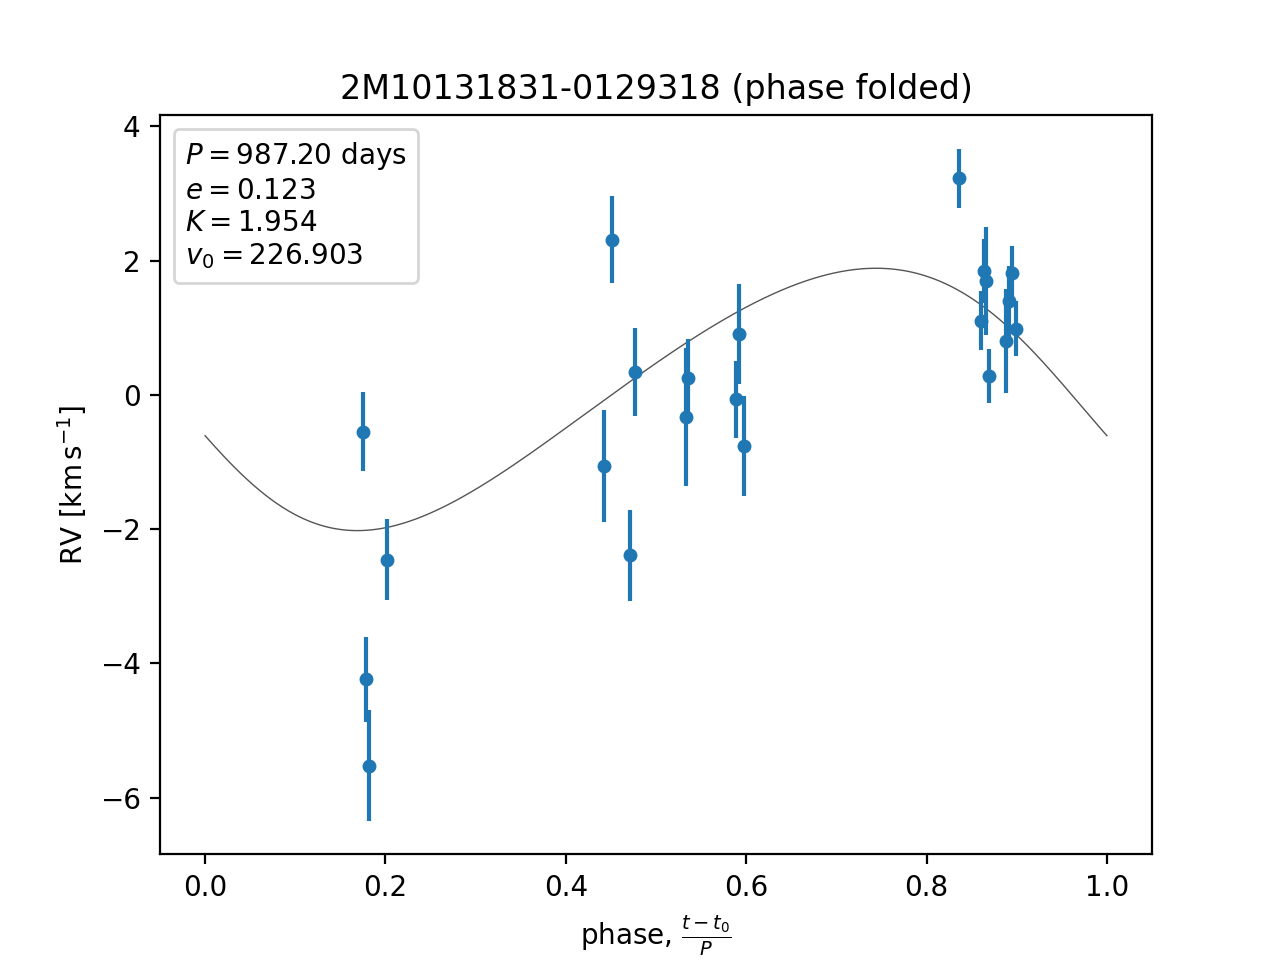 2M10131831-0129318 (phase folded)
P = 987.20 days
e = 0.123
K = 1.954
v₀ = 226.903
RV [km s⁻¹]
4
2
0
−2
−4
−6
0.0 0.2 0.4 0.6 0.8 1.0
phase, (t − t₀)/P